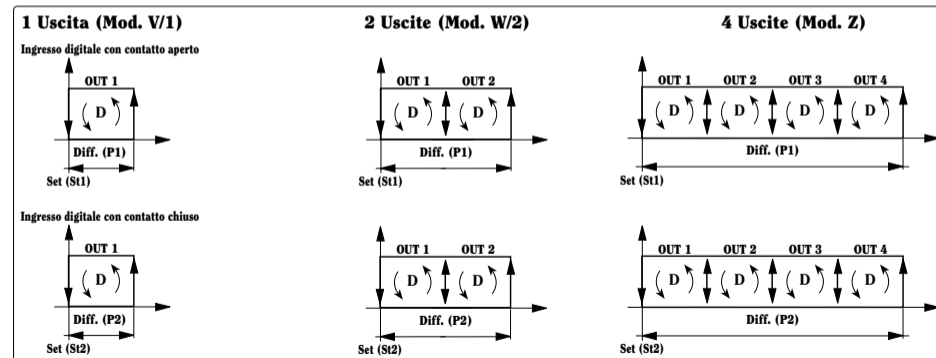 1 Uscita (Mod. V/1) 2 Uscite (Mod. W/2) 4 Uscite (Mod. Z)
Ingresso digitale con contatto aperto
OUT 1 OUT 1 OUT 2 OUT 1 OUT 2 OUT 3 OUT 4
D D D D D D D
Diff. (P1) Diff. (P1) Diff. (P1)
Set (St1) Set (St1) Set (St1)
Ingresso digitale con contatto chiuso
OUT 1 OUT 1 OUT 2 OUT 1 OUT 2 OUT 3 OUT 4
D D D D D D D
Diff. (P2) Diff. (P2) Diff. (P2)
Set (St2) Set (St2) Set (St2)